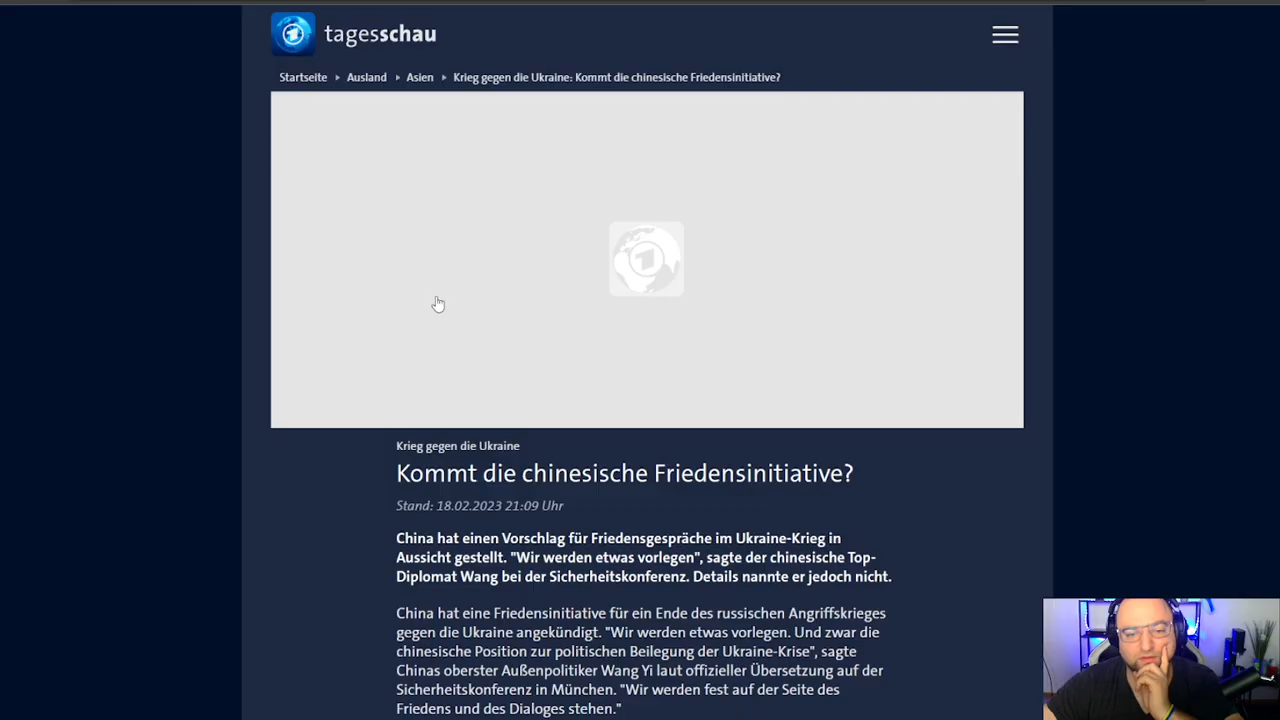 tagesschau
Startseite ▸ Ausland ▸ Asien ▸ Krieg gegen die Ukraine: Kommt die chinesische Friedensinitiative?
Krieg gegen die Ukraine
Kommt die chinesische Friedensinitiative?
Stand: 18.02.2023 21:09 Uhr
China hat einen Vorschlag für Friedensgespräche im Ukraine-Krieg in
Aussicht gestellt. "Wir werden etwas vorlegen", sagte der chinesische Top-
Diplomat Wang bei der Sicherheitskonferenz. Details nannte er jedoch nicht.
China hat eine Friedensinitiative für ein Ende des russischen Angriffskrieges
gegen die Ukraine angekündigt. "Wir werden etwas vorlegen. Und zwar die
chinesische Position zur politischen Beilegung der Ukraine-Krise", sagte
Chinas oberster Außenpolitiker Wang Yi laut offizieller Übersetzung auf der
Sicherheitskonferenz in München. "Wir werden fest auf der Seite des
Friedens und des Dialoges stehen."